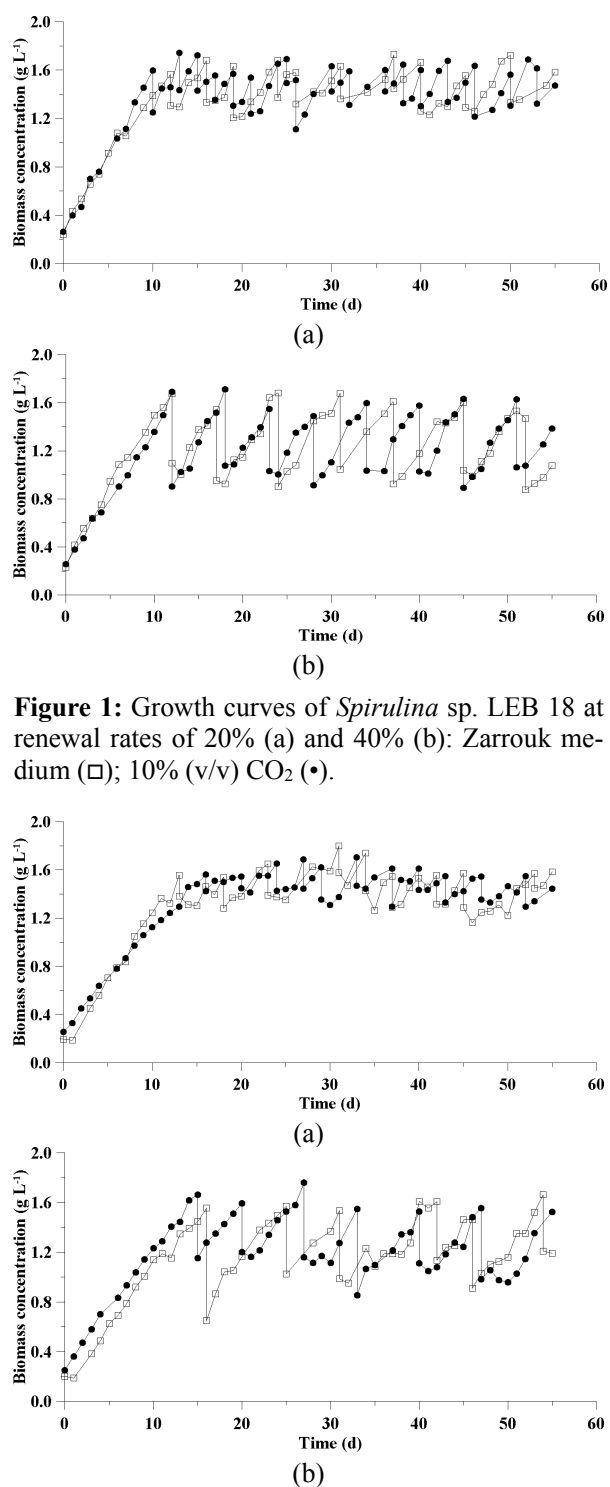 2.0
1.6
1.2
0.8
0.4
0.0
Biomass concentration (g L-1)
0 10 20 30 40 50 60
Time (d)
(a)
2.0
1.6
1.2
0.8
0.4
0.0
Biomass concentration (g L-1)
0 10 20 30 40 50 60
Time (d)
(b)
Figure 1: Growth curves of Spirulina sp. LEB 18 at
renewal rates of 20% (a) and 40% (b): Zarrouk me-
dium (□); 10% (v/v) CO₂ (•).
2.0
1.6
1.2
0.8
0.4
0.0
Biomass concentration (g L-1)
0 10 20 30 40 50 60
Time (d)
(a)
2.0
1.6
1.2
0.8
0.4
0.0
Biomass concentration (g L-1)
0 10 20 30 40 50 60
Time (d)
(b)